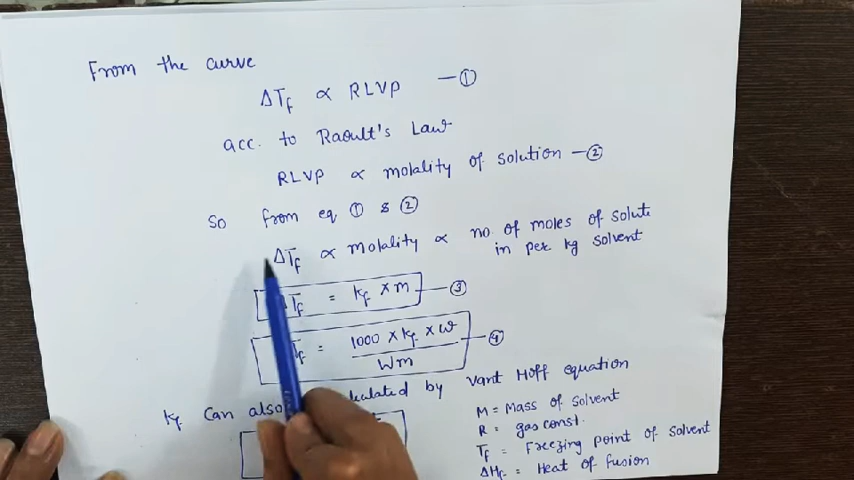 From the curve
ΔTf ∝ RLVP —①
acc. to Raoult's Law
RLVP ∝ molality of solution —②
So from eq ① & ②
ΔTf ∝ molality ∝ no of moles of solute
in per kg solvent
Tf = kf × m —③
f = 1000 × kf × w / Wm —④
kf Can also calculated by Vant Hoff equation
M = Mass of solvent
R = gas const.
Tf = Freezing point of solvent
ΔHf = Heat of fusion